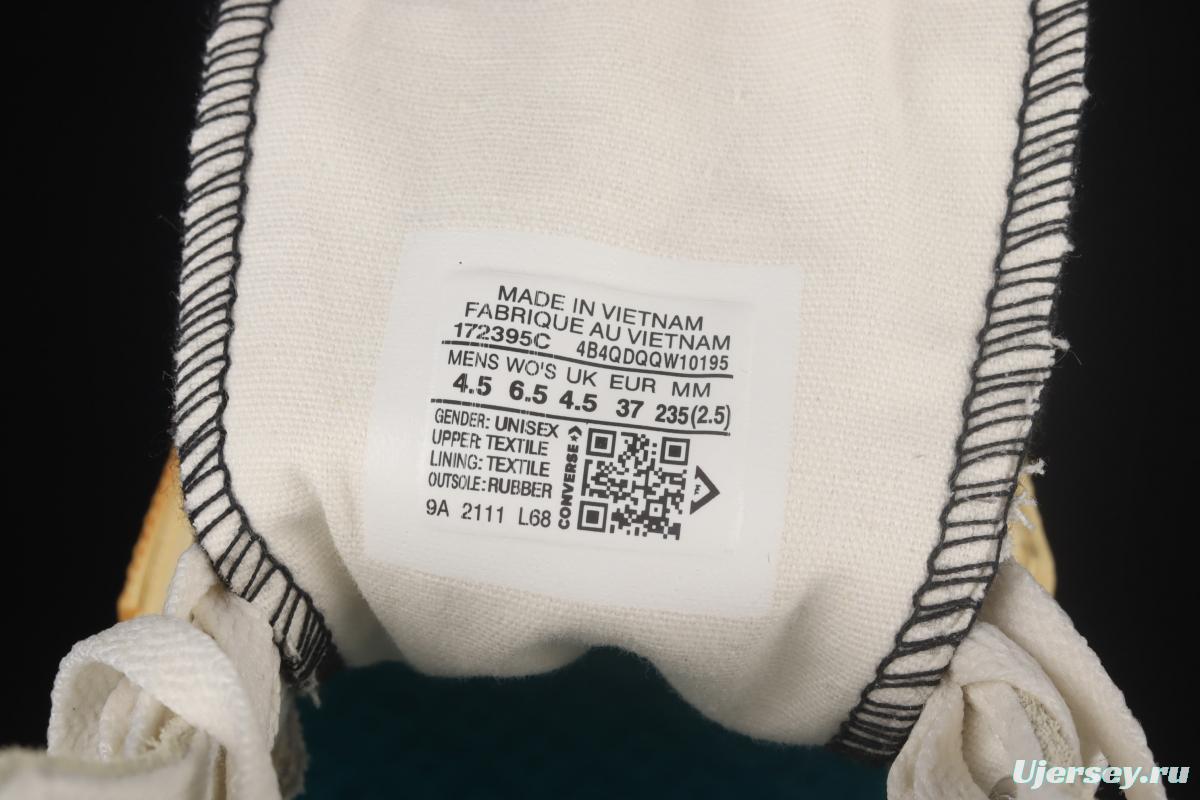 MADE IN VIETNAM
FABRIQUE AU VIETNAM
172395C 4B4QDQQW10195
MENS WO'S UK EUR MM
4.5 6.5 4.5 37 235(2.5)
GENDER: UNISEX
UPPER: TEXTILE
LINING: TEXTILE
OUTSOLE: RUBBER
9A 2111 L68
CONVERSE
Ujersey.ru